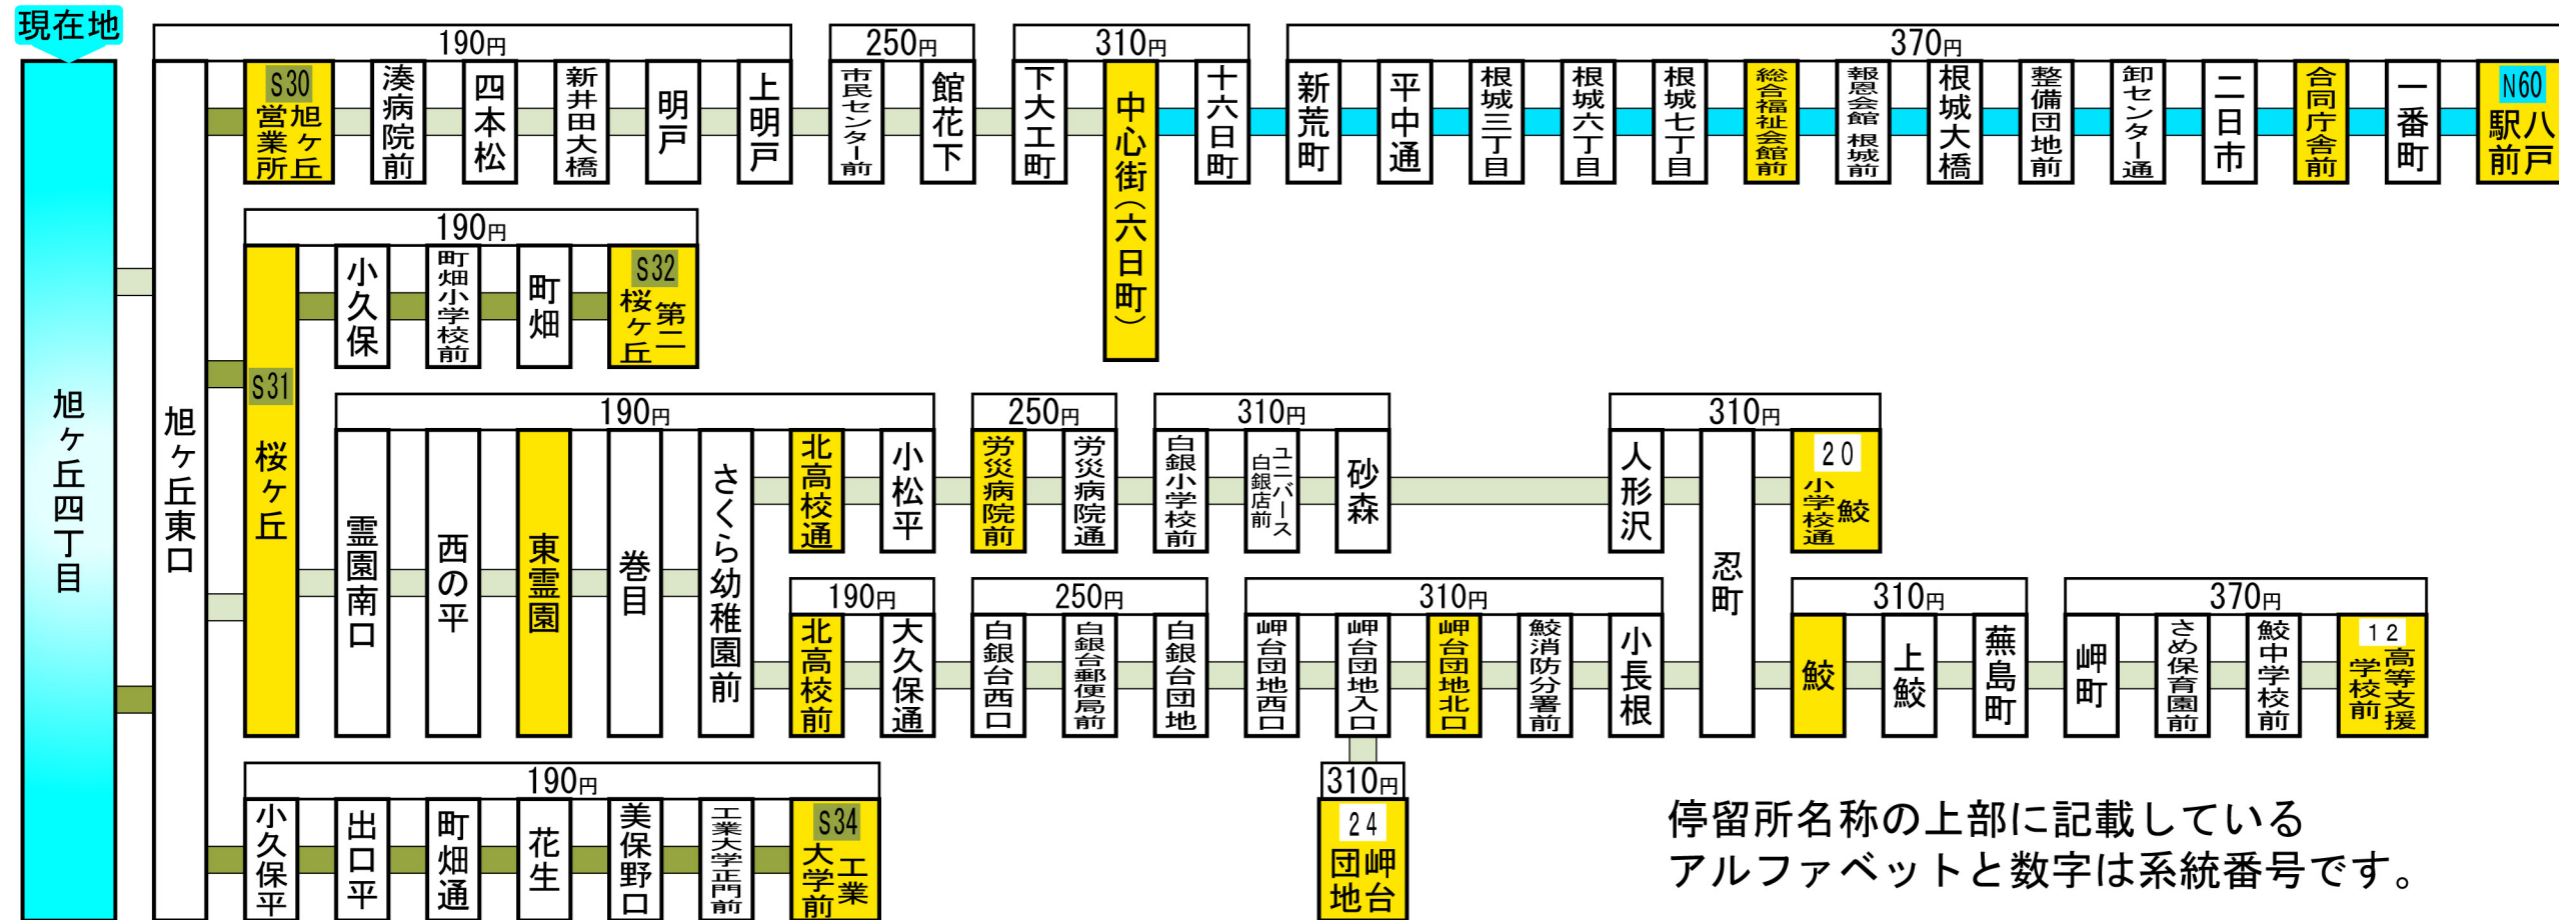 現在地
旭ヶ丘四丁目
旭ヶ丘東口
190円
S30
旭ヶ丘営業所
湊病院前
四本松
新井田大橋
明戸
上明戸
250円
市民センター前
館花下
310円
下大工町
中心街(六日町)
十六日町
370円
新荒町
平中通
根城三丁目
根城六丁目
根城七丁目
総合福祉会館前
報恩会館 根城前
根城大橋
整備団地前
卸センター通
二日市
合同庁舎前
一番町
N60
八戸駅前
190円
S31
桜ヶ丘
小久保
町畑小学校前
町畑
S32
第二桜ヶ丘
190円
霊園南口
西の平
東霊園
巻目
さくら幼稚園前
北高校通
小松平
250円
労災病院前
労災病院通
310円
白銀小学校前
ユニバース白銀店前
砂森
310円
人形沢
忍町
20
鮫小学校通
190円
北高校前
大久保通
250円
白銀台西口
白銀台郵便局前
白銀台団地
310円
岬台団地西口
岬台団地入口
岬台団地北口
鮫消防分署前
小長根
310円
鮫
上鮫
蕪島町
370円
岬町
さめ保育園前
鮫中学校前
12
高等支援学校前
310円
24
岬台団地
190円
小久保平
出口平
町畑通
花生
美保野口
工業大学正門前
S34
工業大学前
停留所名称の上部に記載している
アルファベットと数字は系統番号です。